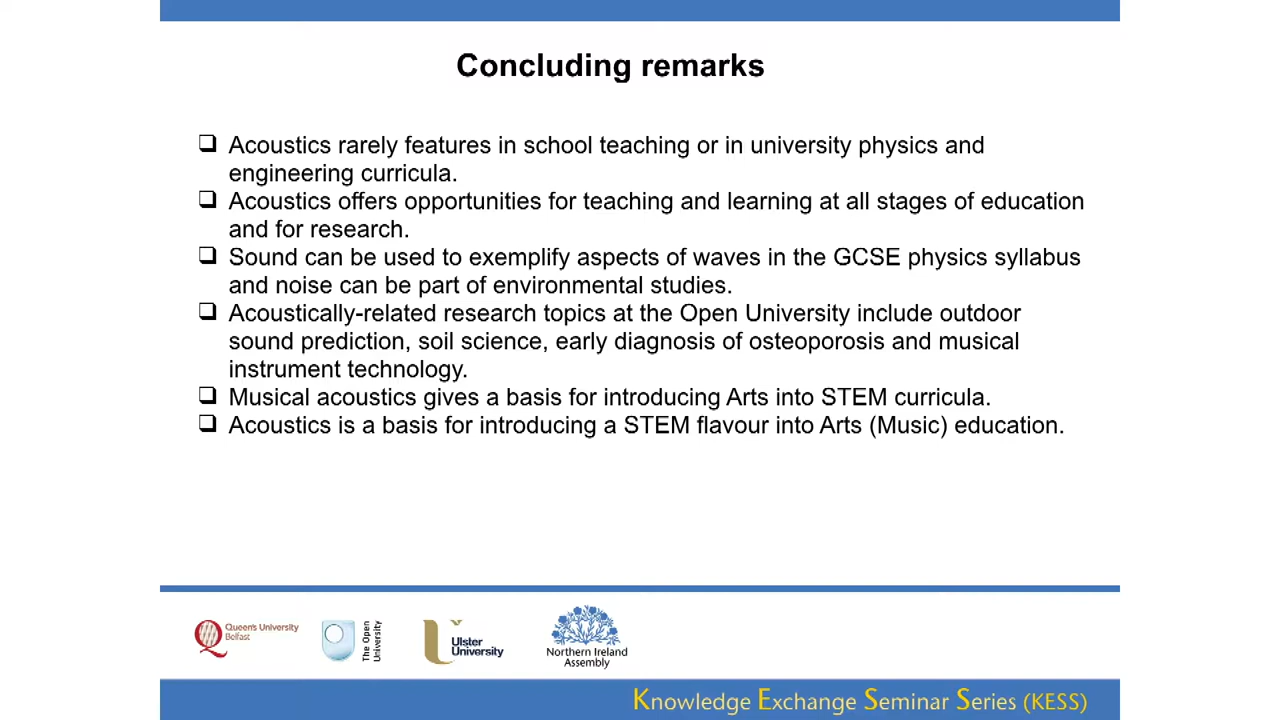 Concluding remarks
❑ Acoustics rarely features in school teaching or in university physics and
engineering curricula.
❑ Acoustics offers opportunities for teaching and learning at all stages of education
and for research.
❑ Sound can be used to exemplify aspects of waves in the GCSE physics syllabus
and noise can be part of environmental studies.
❑ Acoustically-related research topics at the Open University include outdoor
sound prediction, soil science, early diagnosis of osteoporosis and musical
instrument technology.
❑ Musical acoustics gives a basis for introducing Arts into STEM curricula.
❑ Acoustics is a basis for introducing a STEM flavour into Arts (Music) education.
Queen's University
Belfast
The Open
University
Ulster
University
Northern Ireland
Assembly
Knowledge Exchange Seminar Series (KESS)